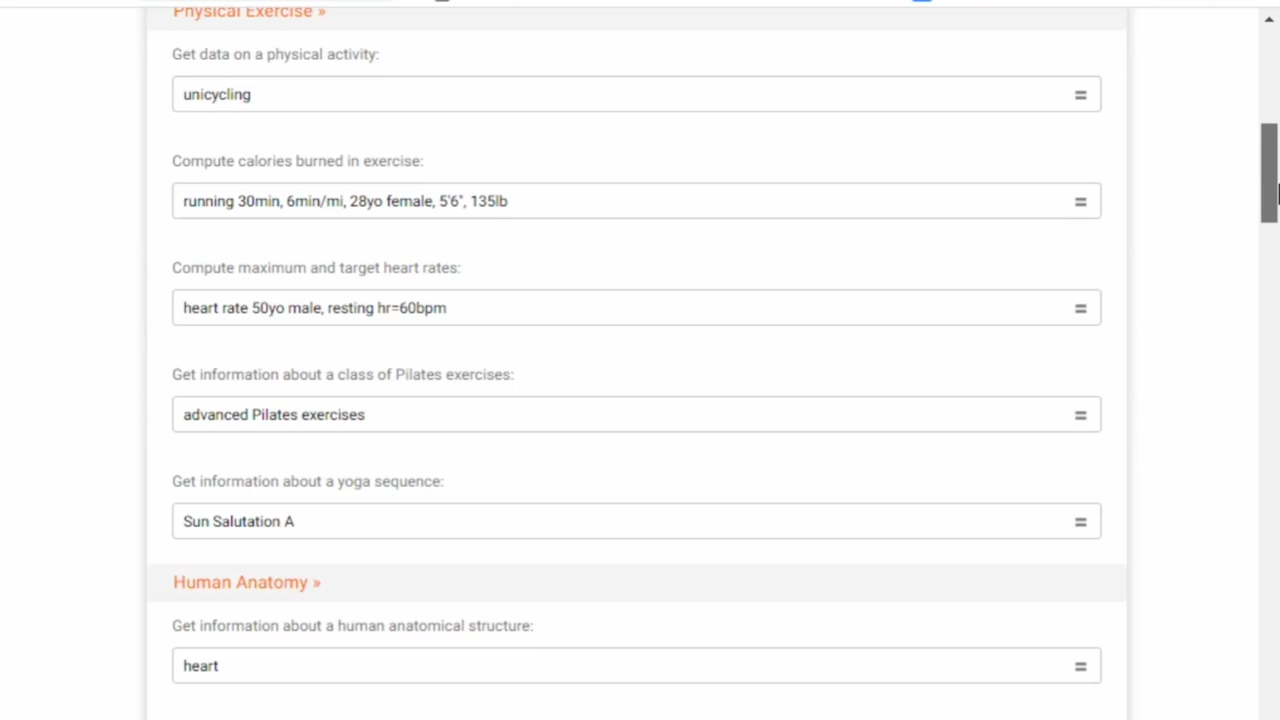 Physical Exercise »
Get data on a physical activity:
unicycling
Compute calories burned in exercise:
running 30min, 6min/mi, 28yo female, 5'6", 135lb
Compute maximum and target heart rates:
heart rate 50yo male, resting hr=60bpm
Get information about a class of Pilates exercises:
advanced Pilates exercises
Get information about a yoga sequence:
Sun Salutation A
Human Anatomy »
Get information about a human anatomical structure:
heart